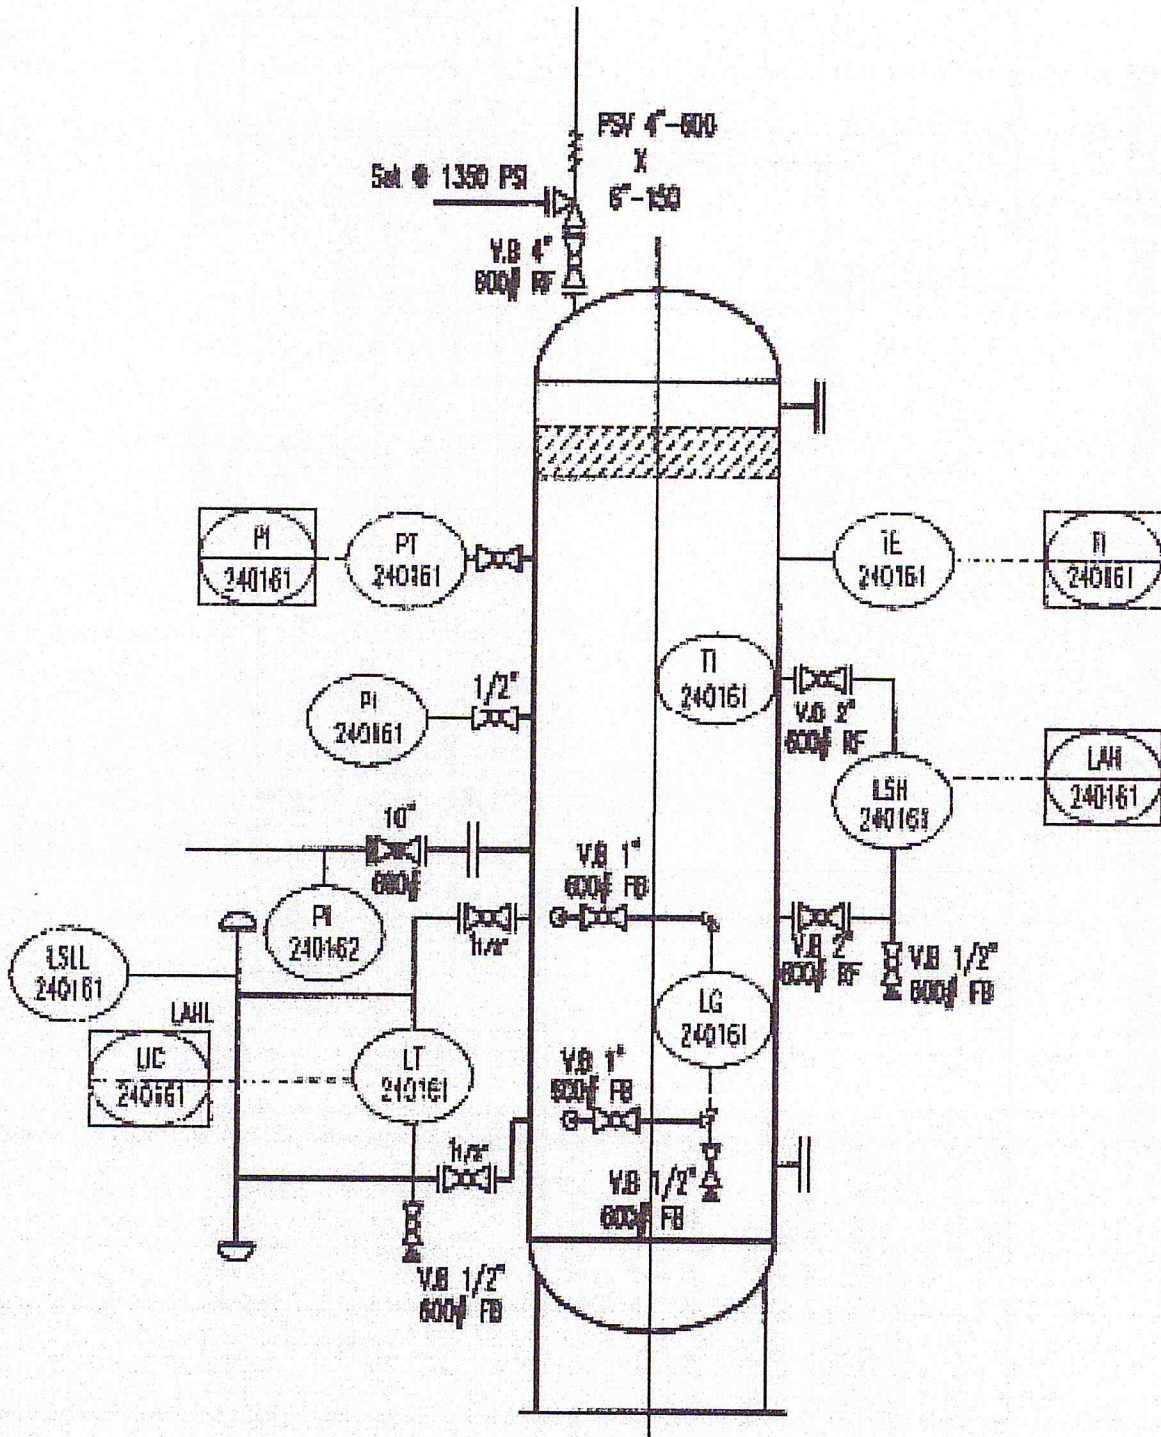 PSV 4"-600
X
6"-150
Set @ 1350 PSI
V.B 4"
600# RF
PI
240161
PT
240161
TE
240161
TI
240161
TI
240161
1/2"
PI
240161
V.B 2"
600# RF
LSH
240161
LAH
240161
10"
600#
V.B 1"
600# FB
PI
240162
1/2"
V.B 2"
600# RF
V.B 1/2"
600# FB
LSLL
240161
LAHL
LG
240161
LIC
240161
LT
240161
V.B 1"
600# FB
1/2"
V.B 1/2"
600# FB
V.B 1/2"
600# FB